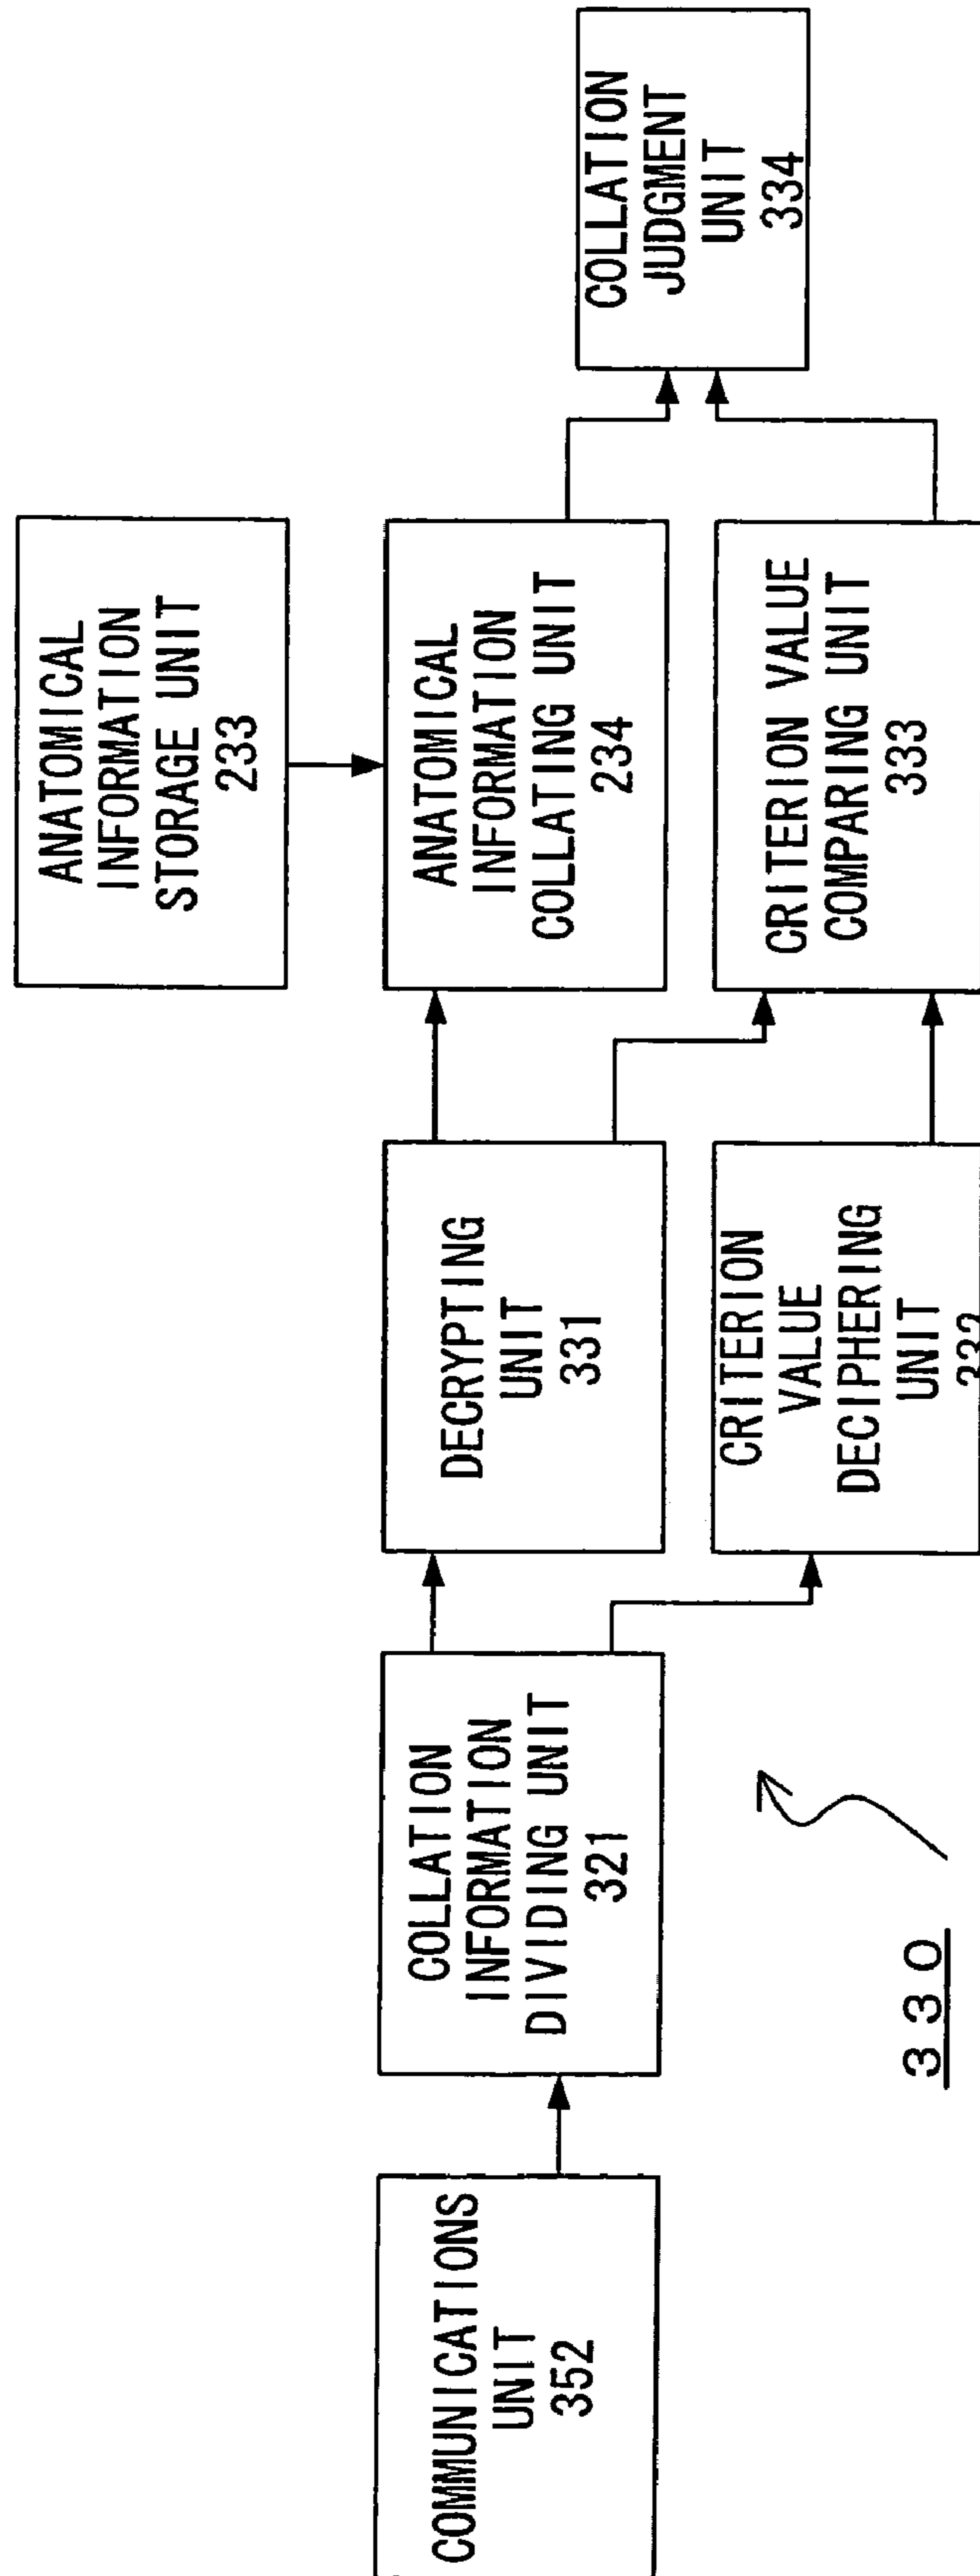 ANATOMICAL
INFORMATION
STORAGE UNIT
233
COMMUNICATIONS
UNIT
352
COLLATION
INFORMATION
DIVIDING UNIT
321
DECRYPTING
UNIT
331
ANATOMICAL
INFORMATION
COLLATING UNIT
234
COLLATION
JUDGMENT
UNIT
334
CRITERION
VALUE
DECIPHERING
UNIT
CRITERION VALUE
COMPARING UNIT
333
330